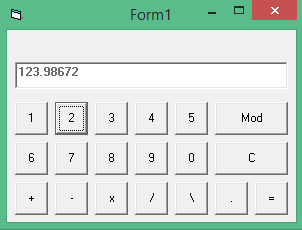 Form1
123.98672
1 2 3 4 5 Mod
6 7 8 9 0 C
+ - x / \ . =